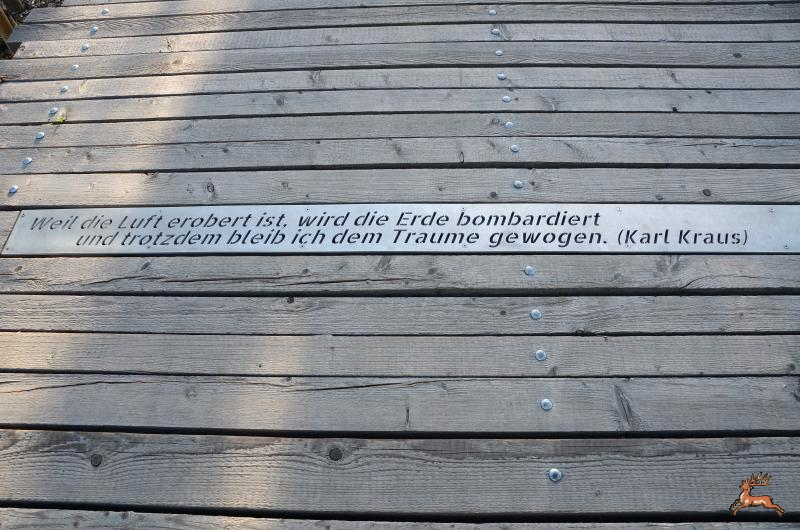 Weil die Luft erobert ist, wird die Erde bombardiert
und trotzdem bleib ich dem Traume gewogen. (Karl Kraus)